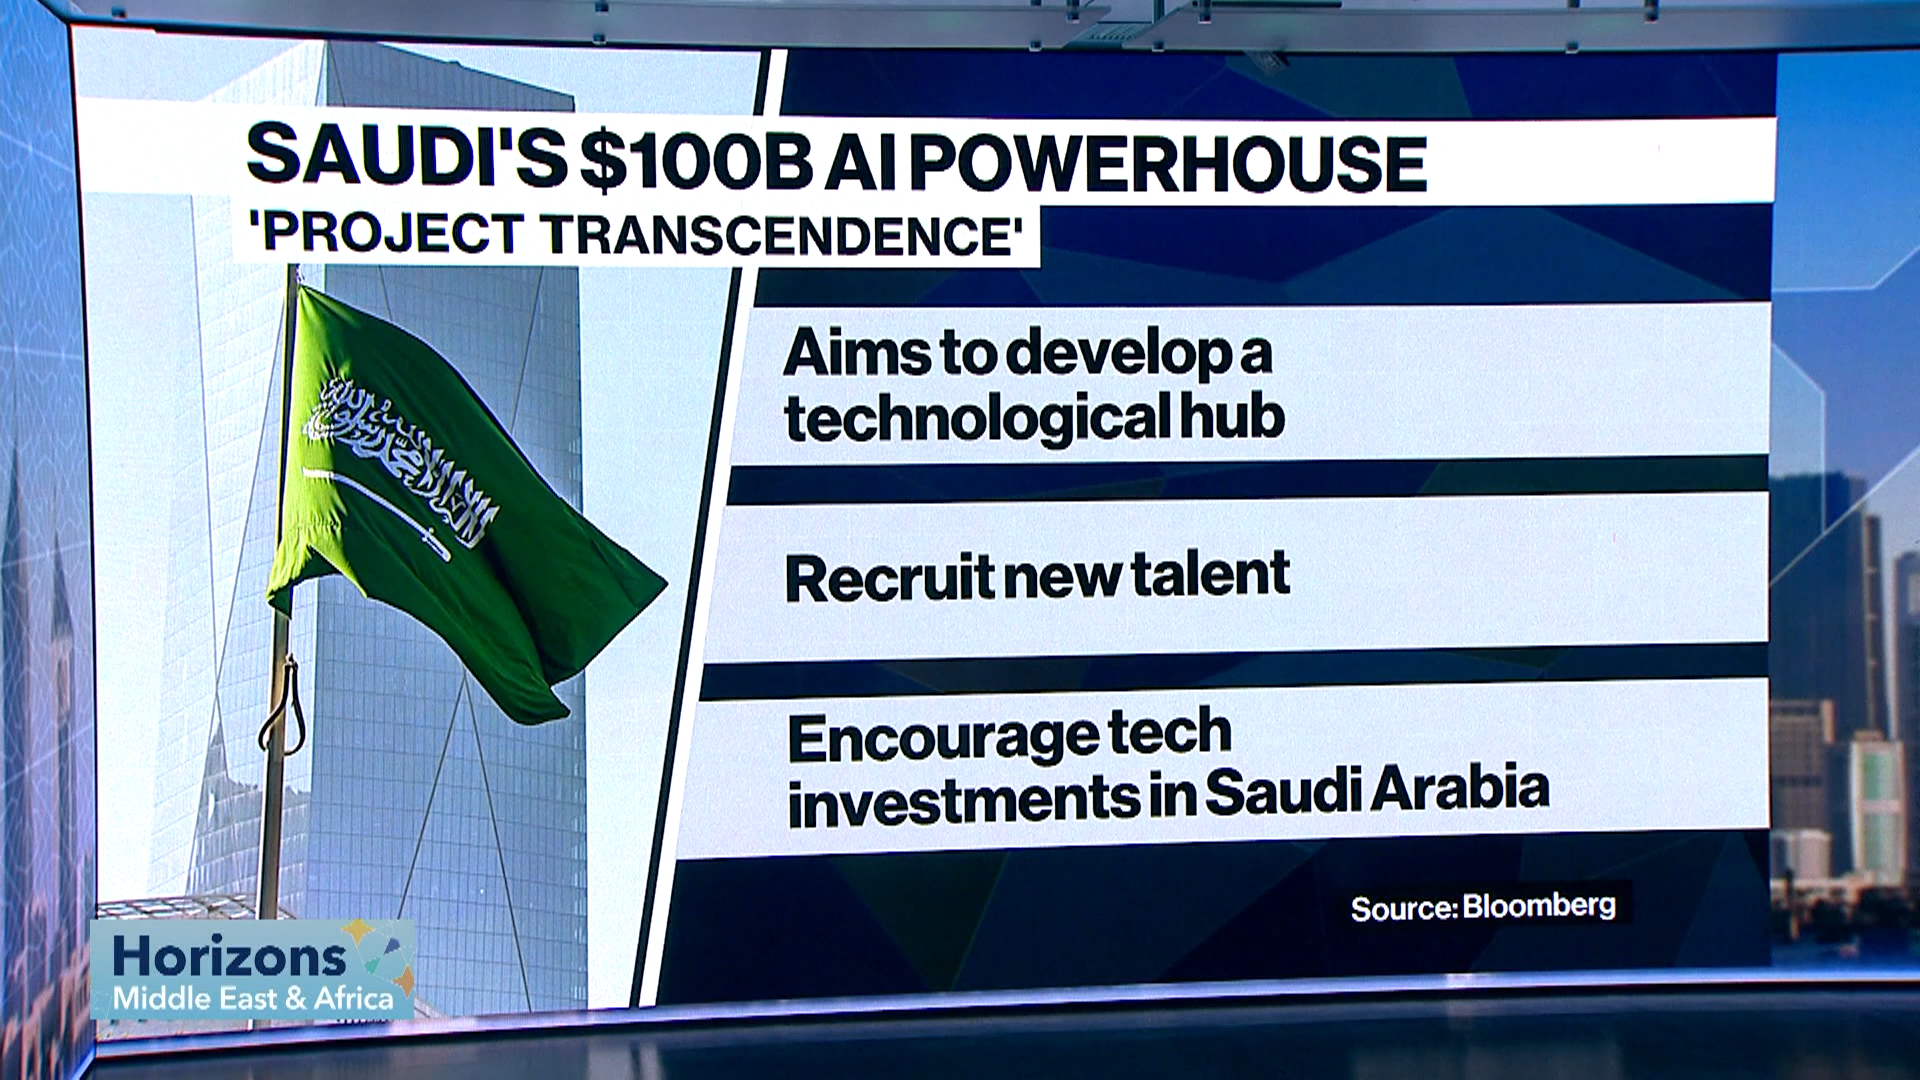 SAUDI'S $100B AI POWERHOUSE
'PROJECT TRANSCENDENCE'
Aims to develop a
technological hub
Recruit new talent
Encourage tech
investments in Saudi Arabia
Source: Bloomberg
Horizons
Middle East & Africa